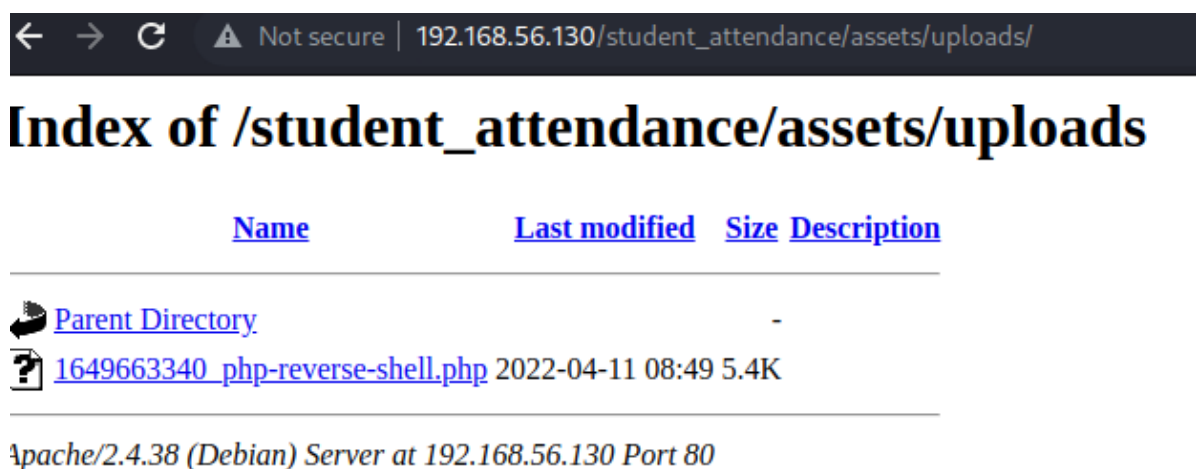 Not secure | 192.168.56.130/student_attendance/assets/uploads/
Index of /student_attendance/assets/uploads
Name Last modified Size Description
Parent Directory -
1649663340_php-reverse-shell.php 2022-04-11 08:49 5.4K
Apache/2.4.38 (Debian) Server at 192.168.56.130 Port 80